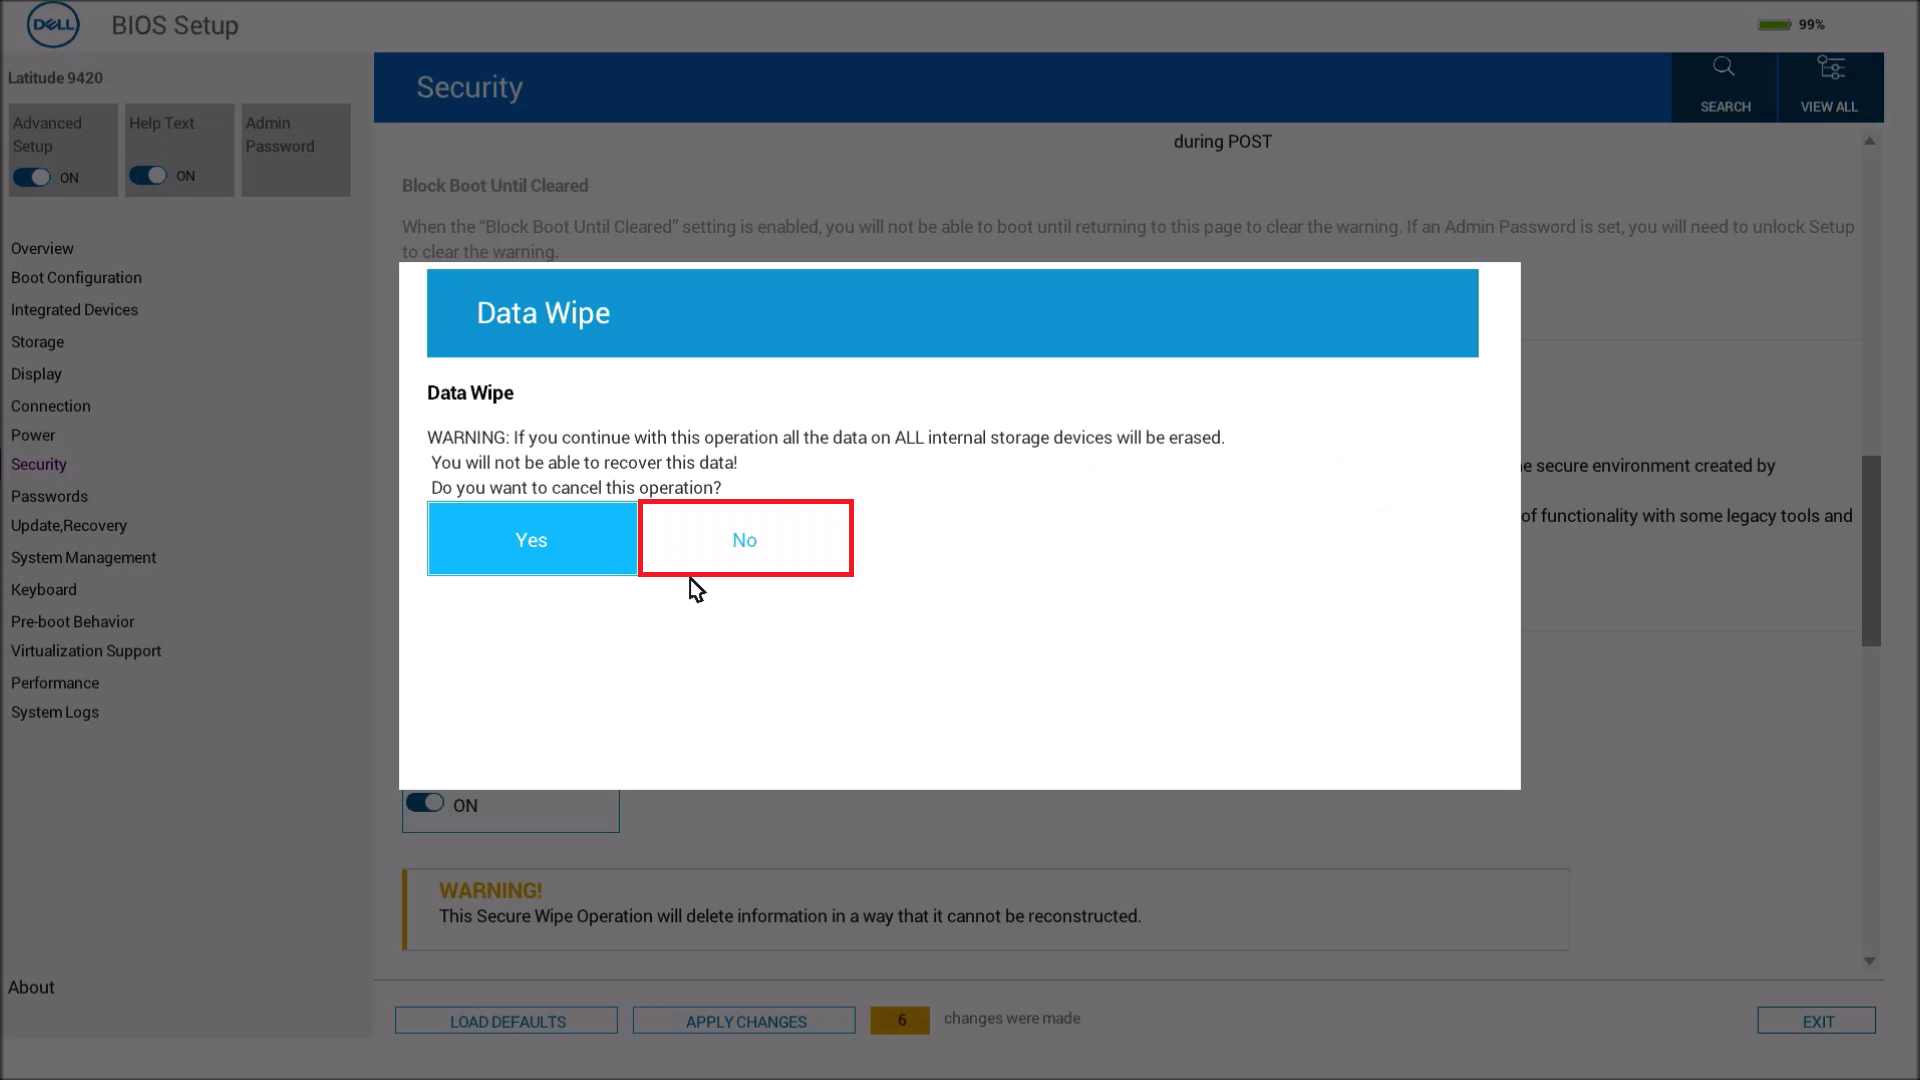 DELL
BIOS Setup
99%
Latitude 9420
Advanced Setup
ON
Help Text
ON
Admin Password
Overview
Boot Configuration
Integrated Devices
Storage
Display
Connection
Power
Security
Passwords
Update,Recovery
System Management
Keyboard
Pre-boot Behavior
Virtualization Support
Performance
System Logs
About
Security
SEARCH
VIEW ALL
during POST
Block Boot Until Cleared
When the “Block Boot Until Cleared” setting is enabled, you will not be able to boot until returning to this page to clear the warning. If an Admin Password is set, you will need to unlock Setup
to clear the warning.
Data Wipe
Data Wipe
WARNING: If you continue with this operation all the data on ALL internal storage devices will be erased.
You will not be able to recover this data!
Do you want to cancel this operation?
Yes
No
e secure environment created by
of functionality with some legacy tools and
ON
WARNING!
This Secure Wipe Operation will delete information in a way that it cannot be reconstructed.
LOAD DEFAULTS
APPLY CHANGES
6
changes were made
EXIT